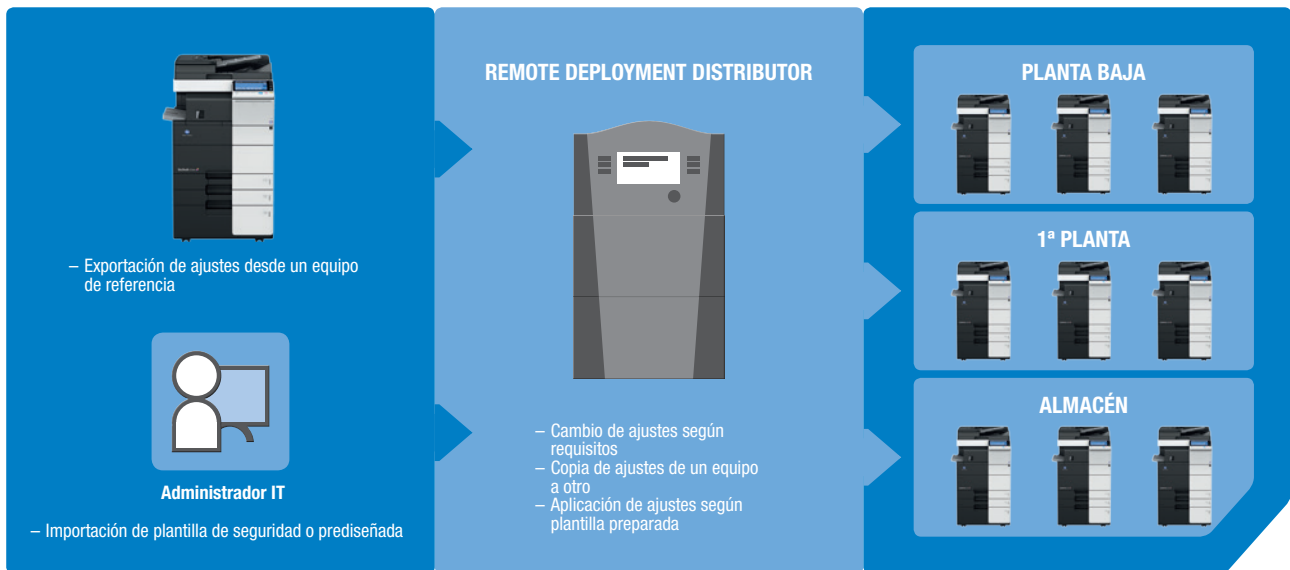 – Exportación de ajustes desde un equipo
de referencia
Administrador IT
– Importación de plantilla de seguridad o prediseñada
REMOTE DEPLOYMENT DISTRIBUTOR
– Cambio de ajustes según
requisitos
– Copia de ajustes de un equipo
a otro
– Aplicación de ajustes según
plantilla preparada
PLANTA BAJA
1ª PLANTA
ALMACÉN